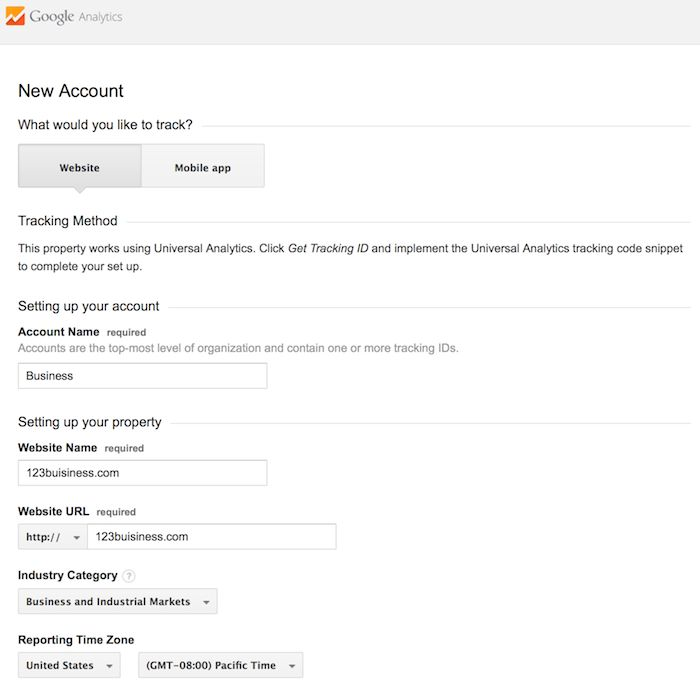 Google Analytics
New Account
What would you like to track?
Website
Mobile app
Tracking Method
This property works using Universal Analytics. Click Get Tracking ID and implement the Universal Analytics tracking code snippet
to complete your set up.
Setting up your account
Account Name required
Accounts are the top-most level of organization and contain one or more tracking IDs.
Business
Setting up your property
Website Name required
123buisiness.com
Website URL required
http:// 123buisiness.com
Industry Category ?
Business and Industrial Markets
Reporting Time Zone
United States (GMT-08:00) Pacific Time